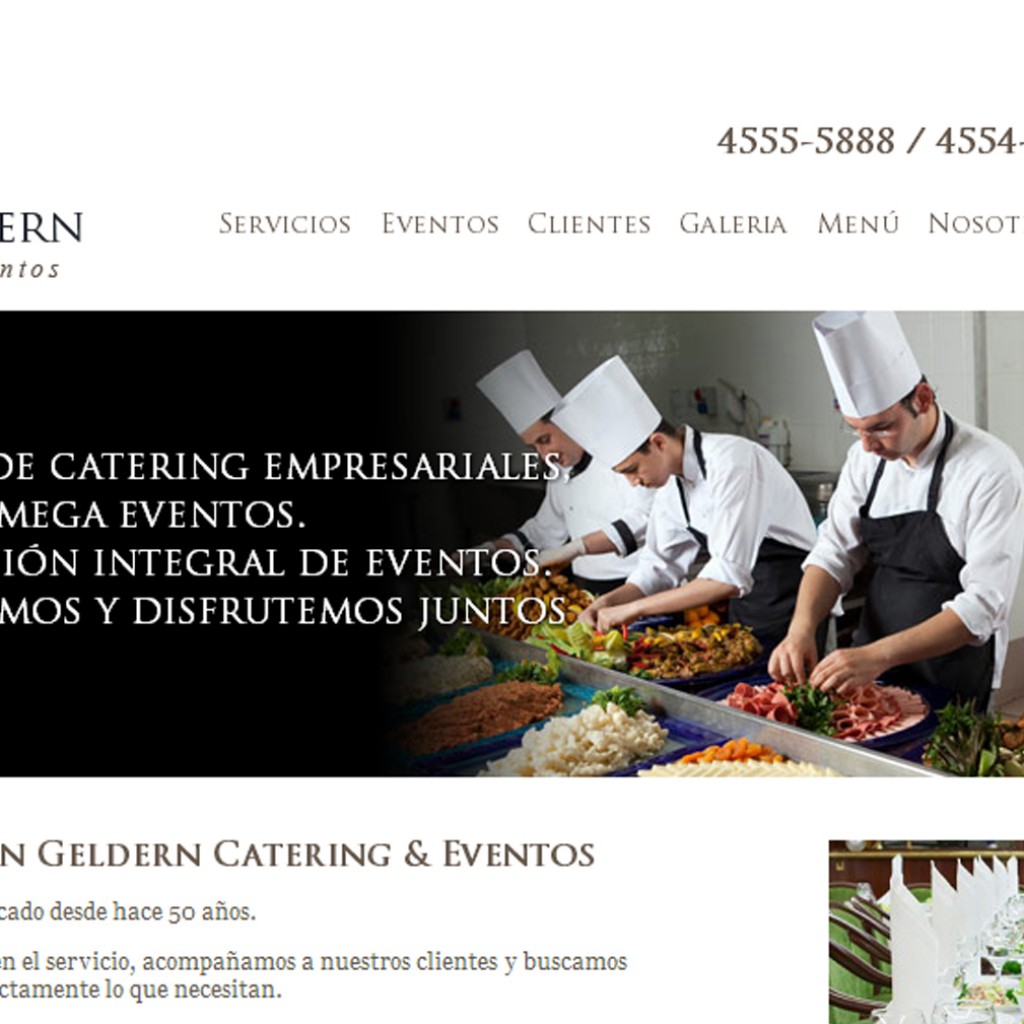 4555-5888 / 4554-
ERN
SERVICIOS EVENTOS CLIENTES GALERIA MENÚ NOSOT
ntos
DE CATERING EMPRESARIALES,
MEGA EVENTOS.
IÓN INTEGRAL DE EVENTOS.
MOS Y DISFRUTEMOS JUNTOS
N GELDERN CATERING & EVENTOS
cado desde hace 50 años.
en el servicio, acompañamos a nuestros clientes y buscamos
ctamente lo que necesitan.